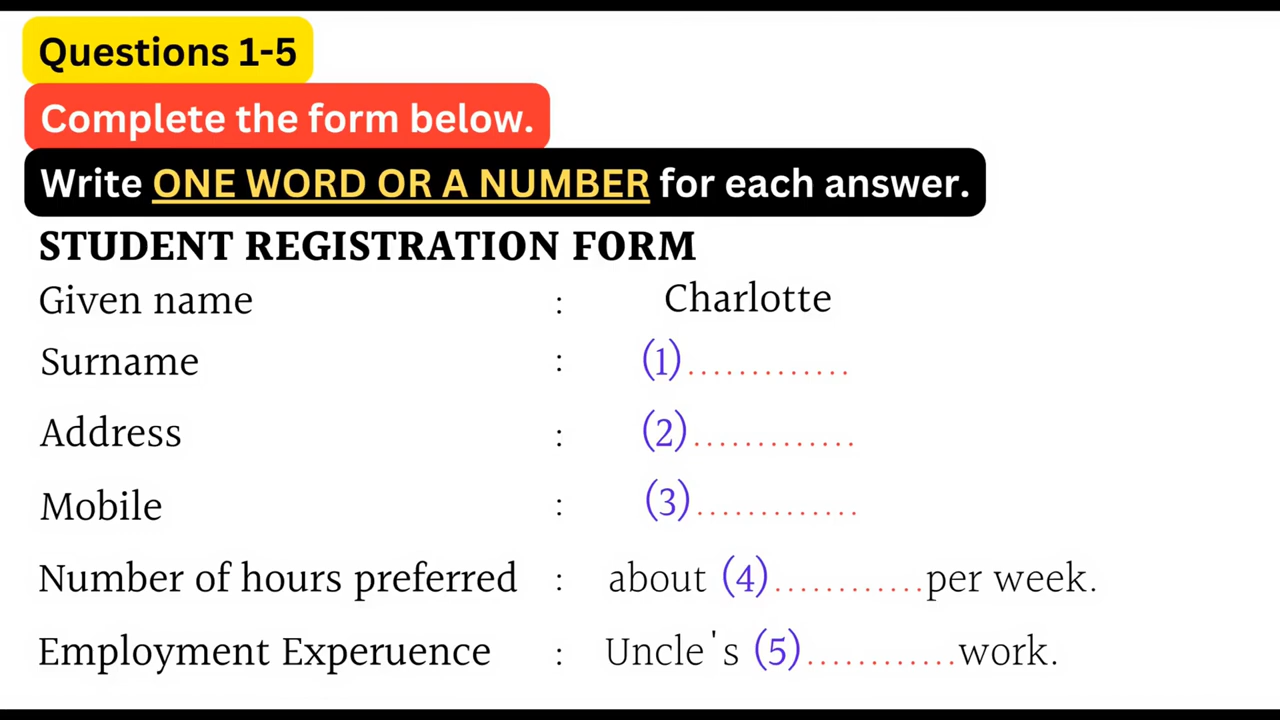 Questions 1-5
Complete the form below.
Write ONE WORD OR A NUMBER for each answer.
STUDENT REGISTRATION FORM
Given name : Charlotte
Surname : (1).............
Address : (2).............
Mobile : (3).............
Number of hours preferred : about (4)............per week.
Employment Experuence : Uncle's (5)............work.